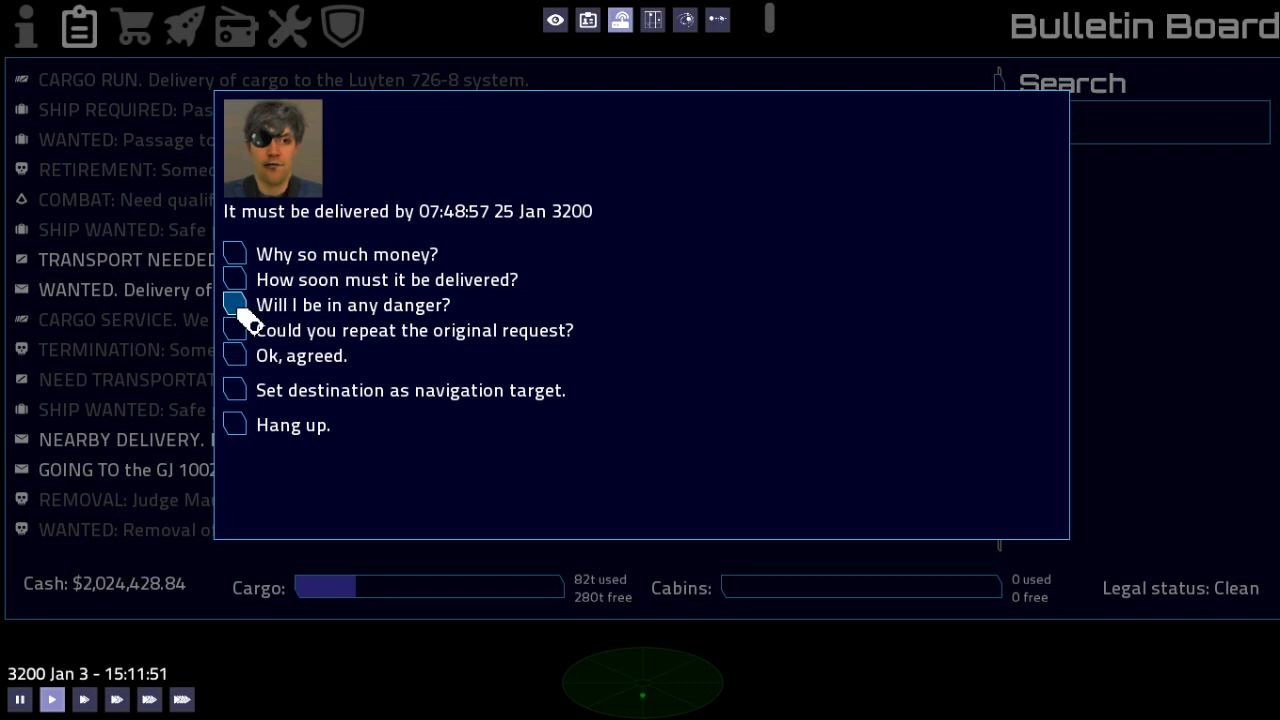 Bulletin Board
CARGO RUN. Delivery of cargo to the Luyten 726-8 system.
Search
SHIP REQUIRED: Pas
WANTED: Passage to
RETIREMENT: Someo
COMBAT: Need qualif
SHIP WANTED: Safe
TRANSPORT NEEDED
WANTED. Delivery of
CARGO SERVICE. We
TERMINATION: Some
NEED TRANSPORTAT
SHIP WANTED: Safe
NEARBY DELIVERY.
GOING TO the GJ 1002
REMOVAL: Judge Ma
WANTED: Removal of
It must be delivered by 07:48:57 25 Jan 3200
Why so much money?
How soon must it be delivered?
Will I be in any danger?
Could you repeat the original request?
Ok, agreed.
Set destination as navigation target.
Hang up.
Cash: $2,024,428.84
Cargo:
82t used
280t free
Cabins:
0 used
0 free
Legal status: Clean
3200 Jan 3 - 15:11:51